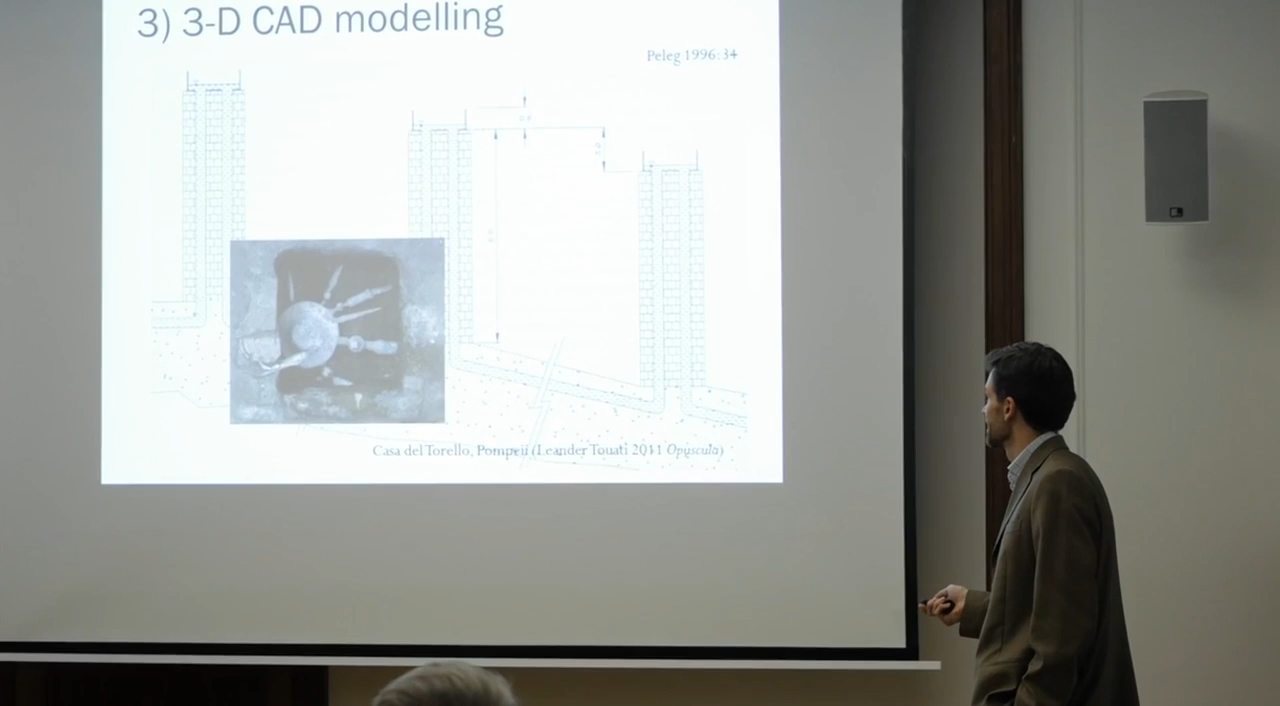 3) 3-D CAD modelling
Peleg 1996:34
Casa del Torello, Pompeii (Leander Touati 2011 Opuscula)